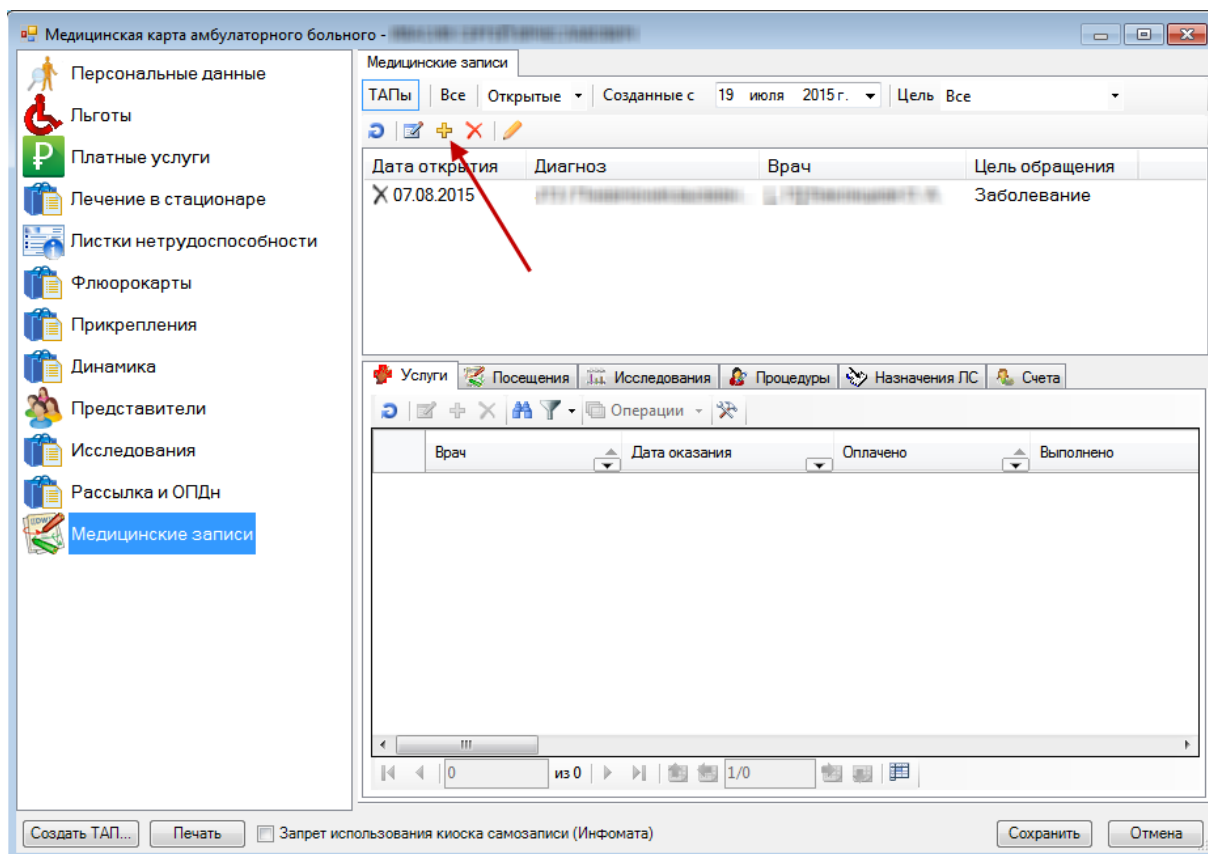 Медицинская карта амбулаторного больного -
Персональные данные
Льготы
Платные услуги
Лечение в стационаре
Листки нетрудоспособности
Флюорокарты
Прикрепления
Динамика
Представители
Исследования
Рассылка и ОПДн
Медицинские записи
Медицинские записи
ТАПы Все Открытые Созданные с 19 июля 2015 г. Цель Все
Дата открытия Диагноз Врач Цель обращения
07.08.2015 Заболевание
Услуги Посещения Исследования Процедуры Назначения ЛС Счета
Операции
Врач Дата оказания Оплачено Выполнено
0 из 0 1/0
Создать ТАП... Печать Запрет использования киоска самозаписи (Инфомата) Сохранить Отмена